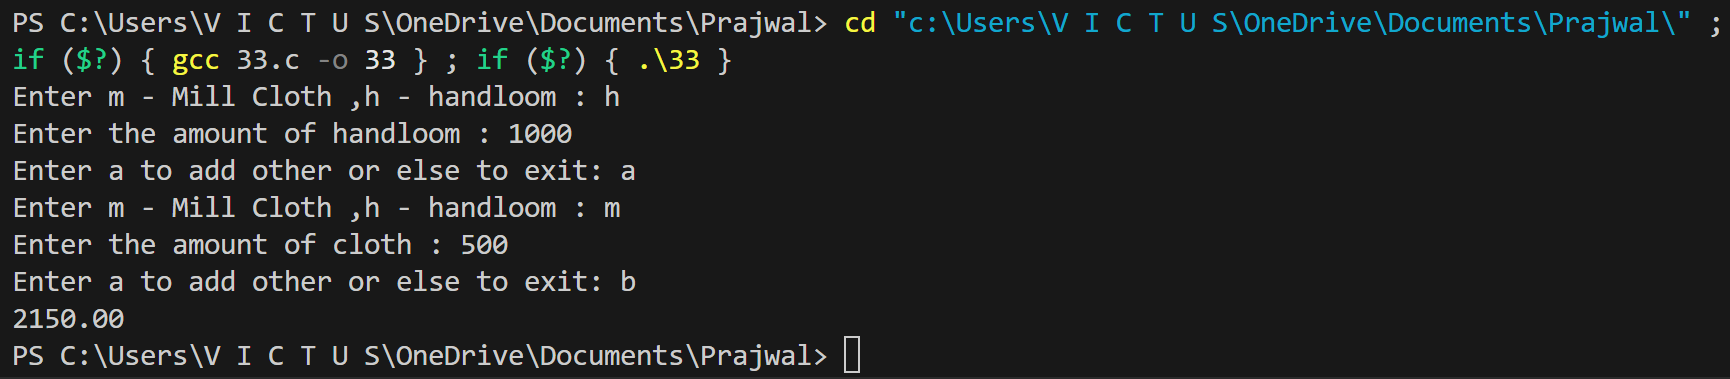 PS C:\Users\V I C T U S\OneDrive\Documents\Prajwal> cd "c:\Users\V I C T U S\OneDrive\Documents\Prajwal\" ;
if ($?) { gcc 33.c -o 33 } ; if ($?) { .\33 }
Enter m - Mill Cloth ,h - handloom : h
Enter the amount of handloom : 1000
Enter a to add other or else to exit: a
Enter m - Mill Cloth ,h - handloom : m
Enter the amount of cloth : 500
Enter a to add other or else to exit: b
2150.00
PS C:\Users\V I C T U S\OneDrive\Documents\Prajwal>